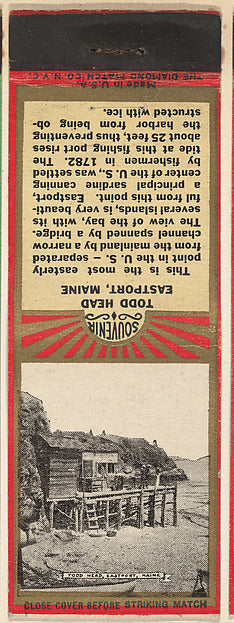 Made in U.S.A.
THE DIAMOND MATCH CO. N.Y.C.
TODD HEAD
EASTPORT, MAINE
This is the most easterly
point in the U. S. — separated
from the mainland by a narrow
channel spanned by a bridge.
The view of the bay, with its
several islands, is very beauti-
ful from this point. Eastport,
a principal sardine canning
center of the U. S., was settled
by fishermen in 1782. The
tide at this fishing port rises
about 25 feet, thus preventing
the harbor from being ob-
structed with ice.
SOUVENIR
TODD HEAD, EASTPORT, MAINE
CLOSE COVER BEFORE STRIKING MATCH